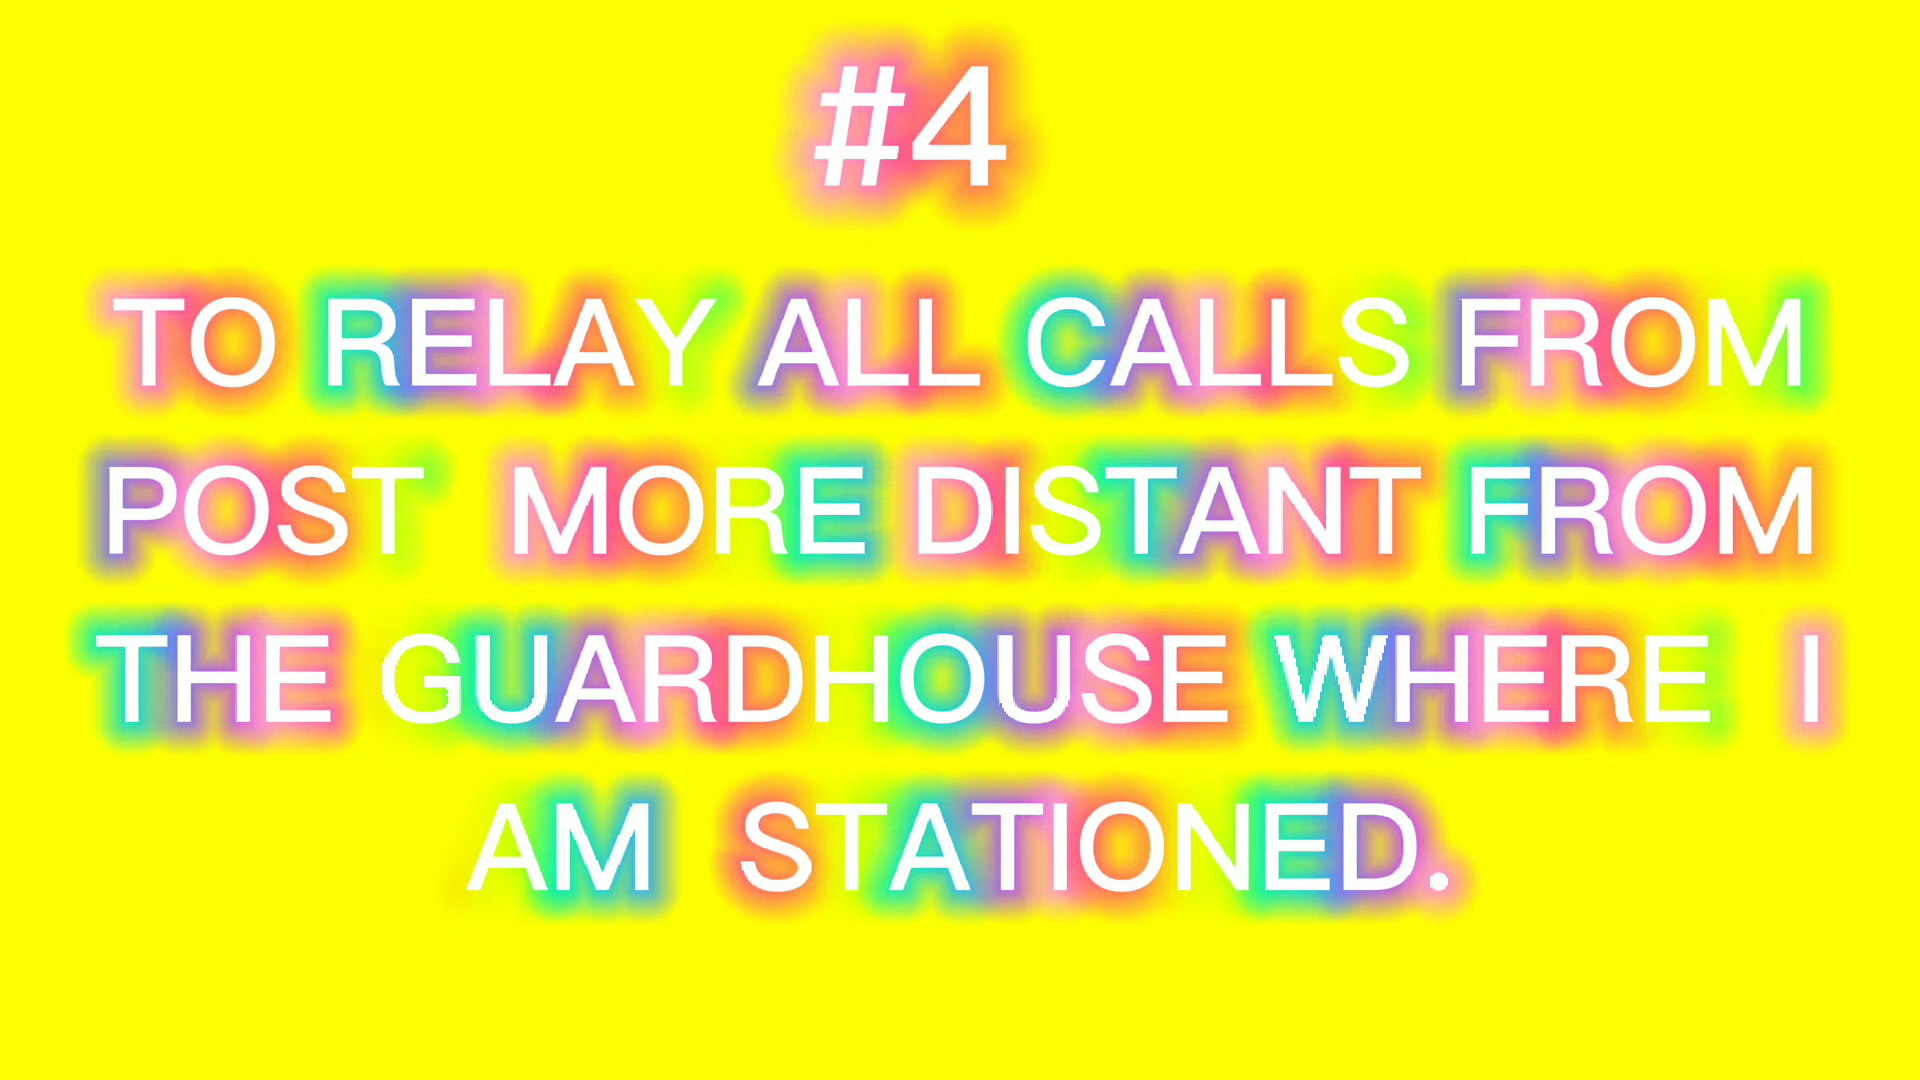 #4
TO RELAY ALL CALLS FROM
POST MORE DISTANT FROM
THE GUARDHOUSE WHERE I
AM STATIONED.